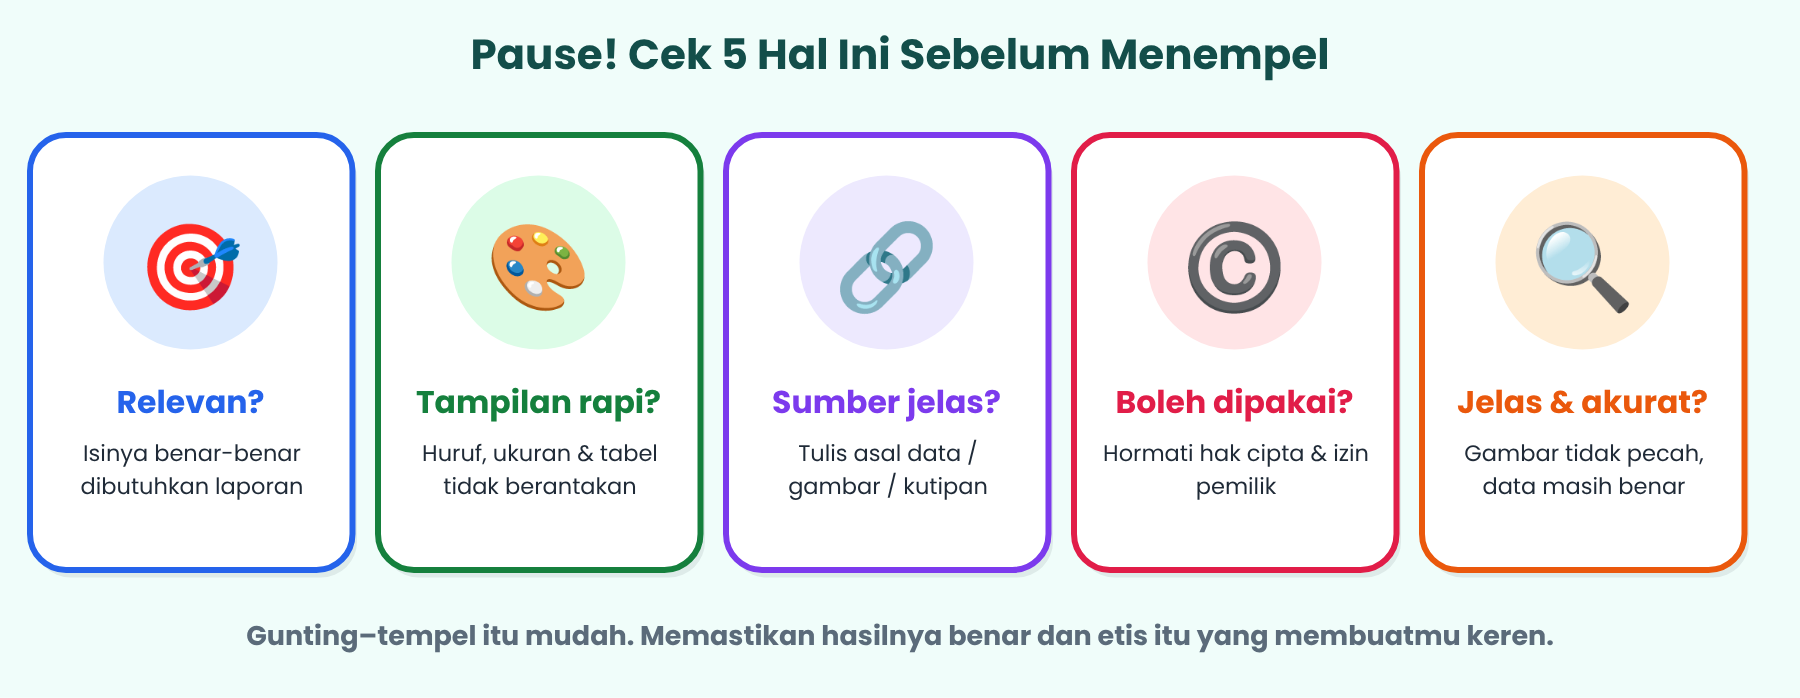 Pause! Cek 5 Hal Ini Sebelum Menempel
Relevan?
Isinya benar-benar
dibutuhkan laporan
Tampilan rapi?
Huruf, ukuran & tabel
tidak berantakan
Sumber jelas?
Tulis asal data /
gambar / kutipan
©
Boleh dipakai?
Hormati hak cipta & izin
pemilik
Jelas & akurat?
Gambar tidak pecah,
data masih benar
Gunting–tempel itu mudah. Memastikan hasilnya benar dan etis itu yang membuatmu keren.